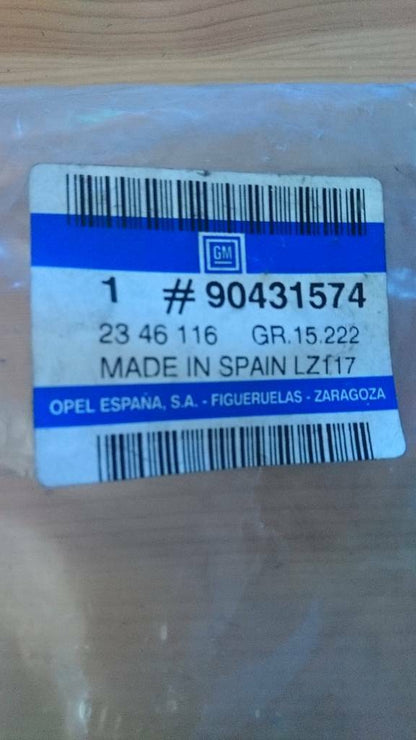 GM
1 # 90431574
23 46 116 GR.15.222
MADE IN SPAIN LZ117
OPEL ESPAÑA, S.A. - FIGUERUELAS - ZARAGOZA